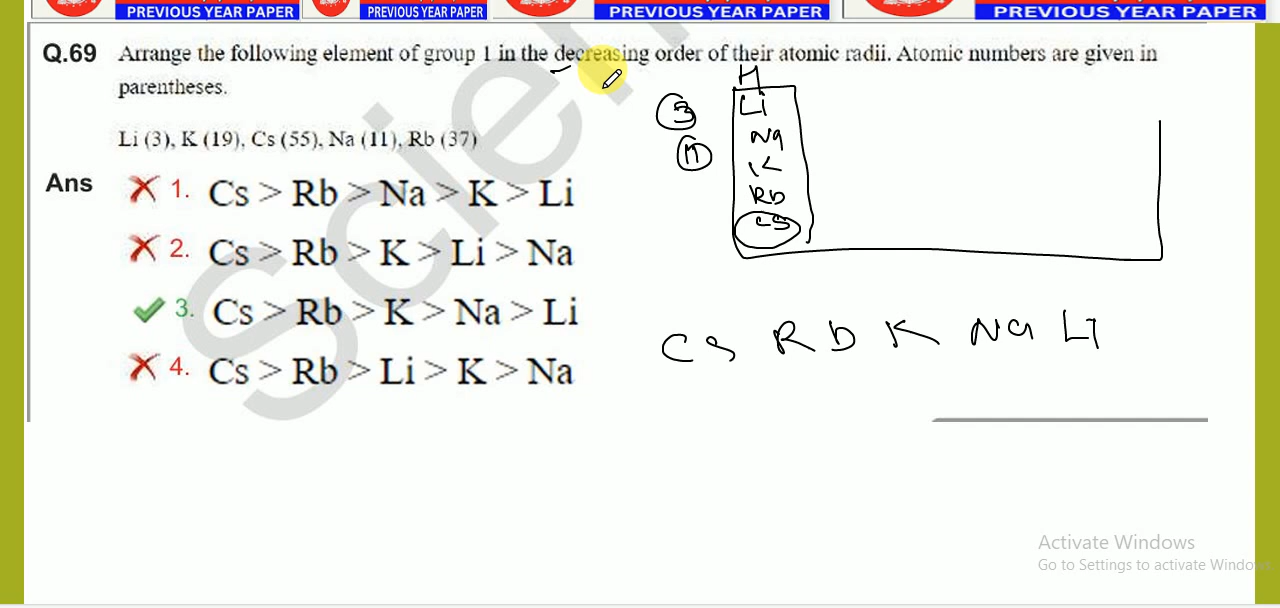 PREVIOUS YEAR PAPER PREVIOUS YEAR PAPER PREVIOUS YEAR PAPER PREVIOUS YEAR PAPER
Q.69 Arrange the following element of group 1 in the decreasing order of their atomic radii. Atomic numbers are given in
parentheses.
H
3 Li
Li (3), K (19), Cs (55), Na (11), Rb (37) Na
11
K
Ans 1. Cs > Rb > Na > K > Li Rb
Cs
2. Cs > Rb > K > Li > Na
3. Cs > Rb > K > Na > Li
Cs Rb K Na Li
4. Cs > Rb > Li > K > Na
Activate Windows
Go to Settings to activate Windows